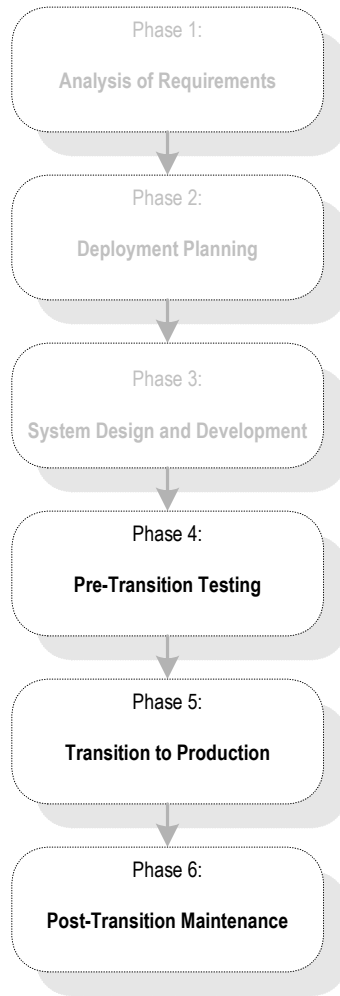 Phase 1:
Analysis of Requirements
Phase 2:
Deployment Planning
Phase 3:
System Design and Development
Phase 4:
Pre-Transition Testing
Phase 5:
Transition to Production
Phase 6:
Post-Transition Maintenance